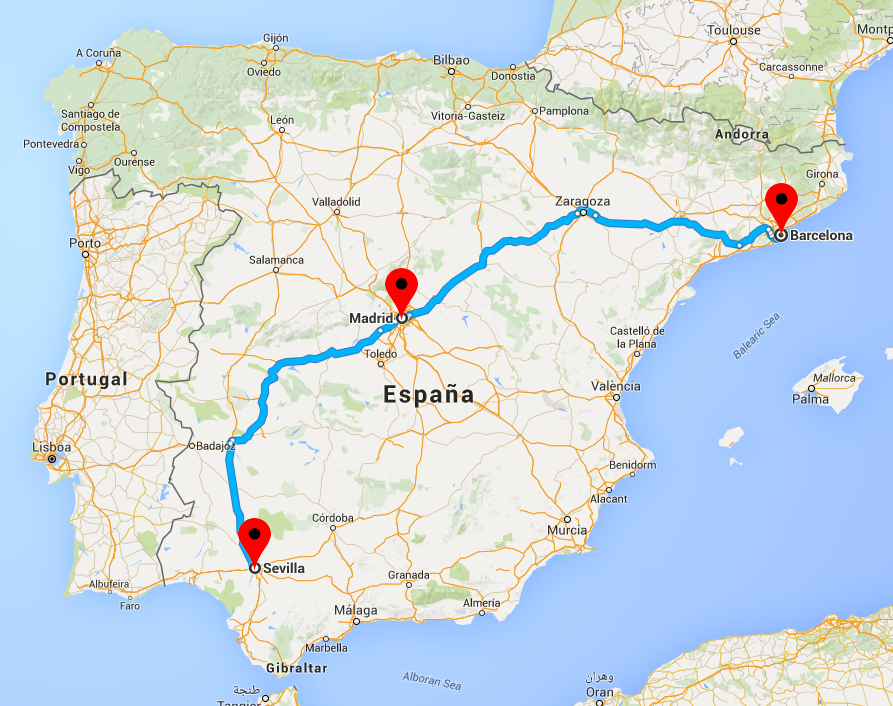 Gijón
Toulouse
Montp
A Coruña
Bilbao
Oviedo
Donostia
Carcassonne
Santiago de
Compostela
Vitoria-Gasteiz
Pamplona
León
Andorra
Pontevedra
Ourense
Vigo
Girona
Valladolid
Zaragoza
Porto
Barcelona
Salamanca
Madrid
Castelló de
la Plana
Balearic Sea
Toledo
Portugal
España
València
Mallorca
Palma
Lisboa
Badajoz
Benidorm
Alacant
Córdoba
Murcia
Sevilla
Granada
Albufeira
Faro
Almería
Málaga
Marbella
Gibraltar
Alboran Sea
طنجة
Tangier
وهران
Oran